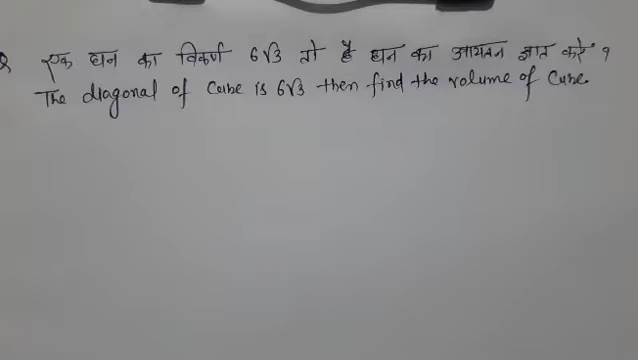 Q एक घन का विकर्ण 6√3 तो है घन का आयतन ज्ञात करें ?
The diagonal of Cube is 6√3 then find the volume of Cube